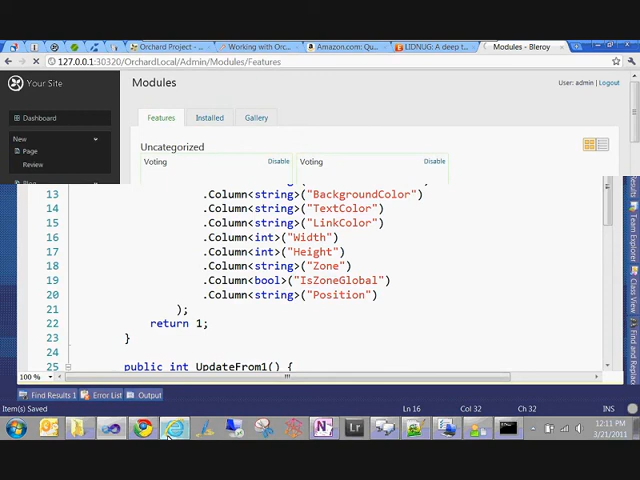 Orchard Project -
Working with Orc
Amazon.com: Qu
LIDNUG: A deep t
Modules - Bleroy
127.0.0.1:30320/OrchardLocal/Admin/Modules/Features
Your Site
Modules
User: admin | Logout
Dashboard
Features
Installed
Gallery
New
Page
Review
Uncategorized
Voting
Disable
Voting
Disable
13 .Column<string>("BackgroundColor")
14 .Column<string>("TextColor")
15 .Column<string>("LinkColor")
16 .Column<int>("Width")
17 .Column<int>("Height")
18 .Column<string>("Zone")
19 .Column<bool>("IsZoneGlobal")
20 .Column<string>("Position")
21 );
22 return 1;
23 }
24
25 public int UpdateFrom1() {
Results
Team Explorer
Class View
Find and Replac
100 %
Find Results 1
Error List
Output
Item(s) Saved
Ln 16
Col 32
Ch 32
INS
12:11 PM
3/21/2011